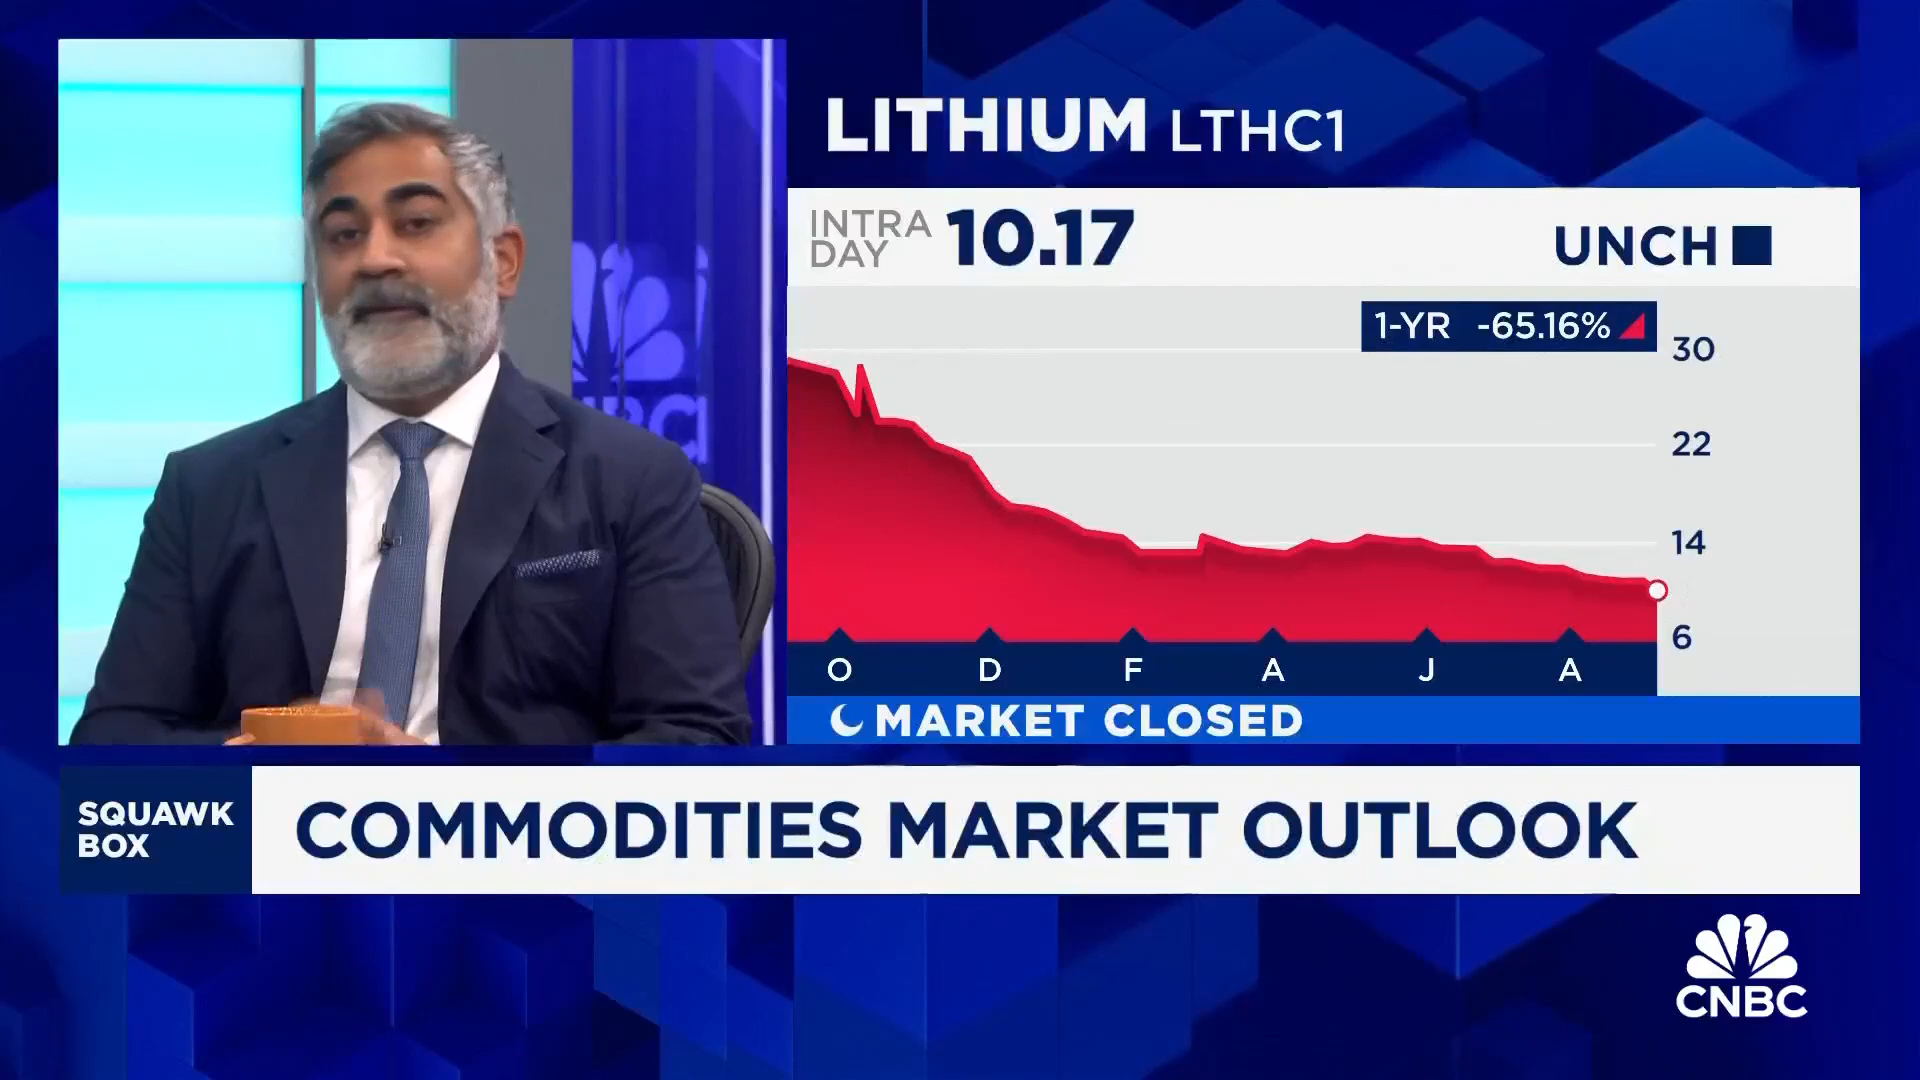 LITHIUM LTHC1
INTRA
DAY
10.17
UNCH
1-YR -65.16%
30
22
14
6
O D F A J A
MARKET CLOSED
SQUAWK
BOX
COMMODITIES MARKET OUTLOOK
CNBC